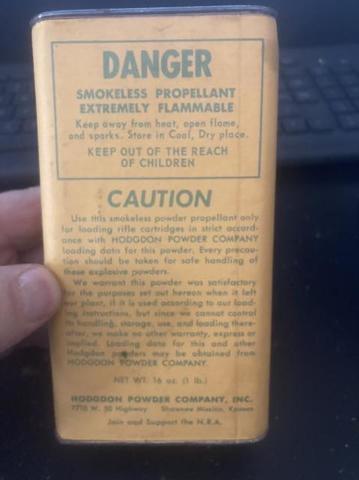 DANGER
SMOKELESS PROPELLANT
EXTREMELY FLAMMABLE
Keep away from heat, open flame,
and sparks. Store in Cool, Dry place.
KEEP OUT OF THE REACH
OF CHILDREN
CAUTION
Use this smokeless powder propellant only
for loading rifle cartridges in strict accord-
ance with HODGDON POWDER COMPANY
loading data for this powder. Every precau-
tion should be taken for safe handling of
these explosive powders.
We warrant this powder was satisfactory
for the purposes set out hereon when it left
our plant, if it is used according to our load-
ing instructions, but since we cannot control
its handling, storage, use, and loading there-
after, we make no other warranty, express or
implied. Loading data for this and other
Hodgdon powders may be obtained from
HODGDON POWDER COMPANY.
NET WT. 16 oz. (1 lb.)
HODGDON POWDER COMPANY, INC.
7710 W. 50 Highway Shawnee Mission, Kansas
Join and Support the N.R.A.